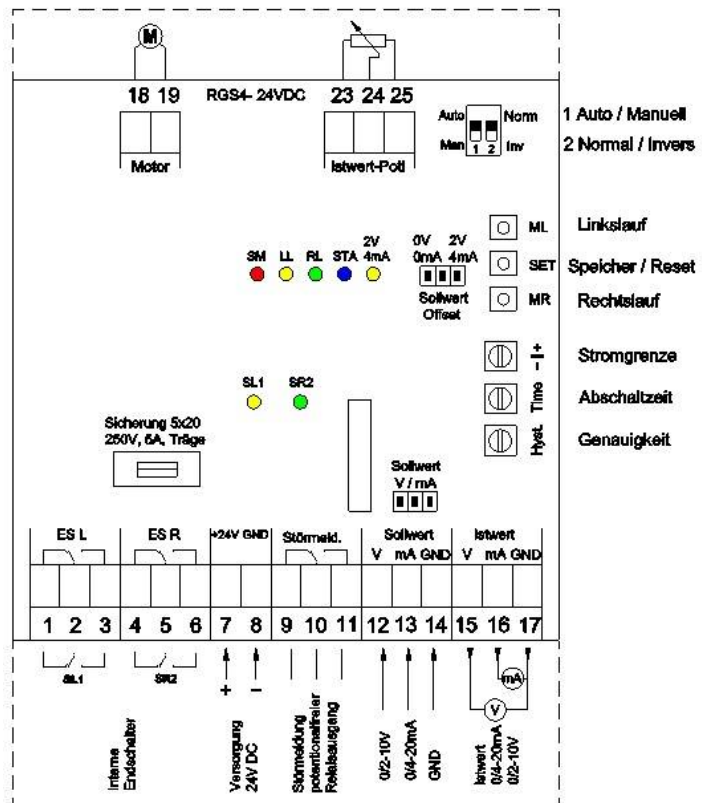 M
18 19 RGS4- 24VDC 23 24 25
Motor
Istwert-Poti
Auto Norm
Man 1 2 Inv
1 Auto / Manuell
2 Normal / Invers
SM LL RL STA 2V 4mA
0V 2V
0mA 4mA
Sollwert
Offset
ML Linkslauf
SET Speicher / Reset
MR Rechtslauf
- + Stromgrenze
Time Abschaltzeit
Hyst. Genauigkeit
SL1 SR2
Sicherung 5x20
250V, 6A, Träge
Sollwert
V / mA
ES L ES R +24V GND Störmeld. Sollwert Istwert
V mA GND V mA GND
1 2 3 4 5 6 7 8 9 10 11 12 13 14 15 16 17
SL1 SR2
+ -
mA
V
Interne
Endschalter
Versorgung
24V DC
Störmeldung
potentialfreier
Relaisausgang
0/2-10V
0/4-20mA
GND
Istwert
0/4-20mA
0/2-10V